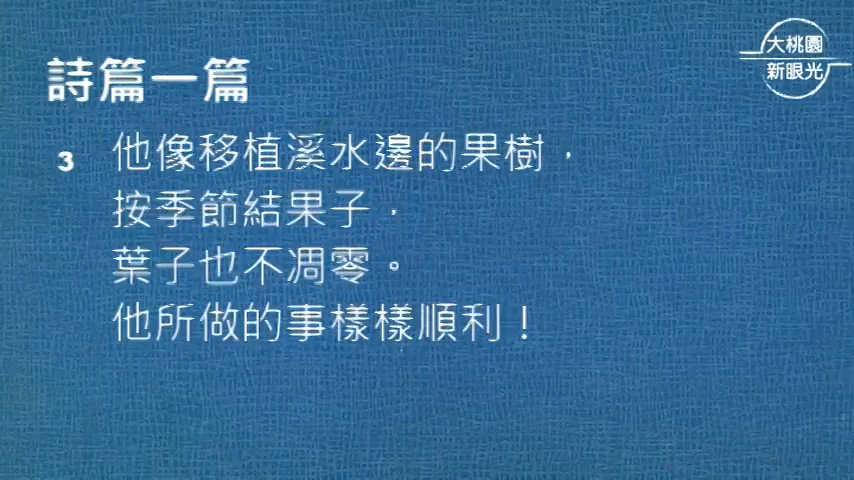 大桃園
新眼光
詩篇一篇
3 他像移植溪水邊的果樹，
按季節結果子，
葉子也不凋零。
他所做的事樣樣順利！